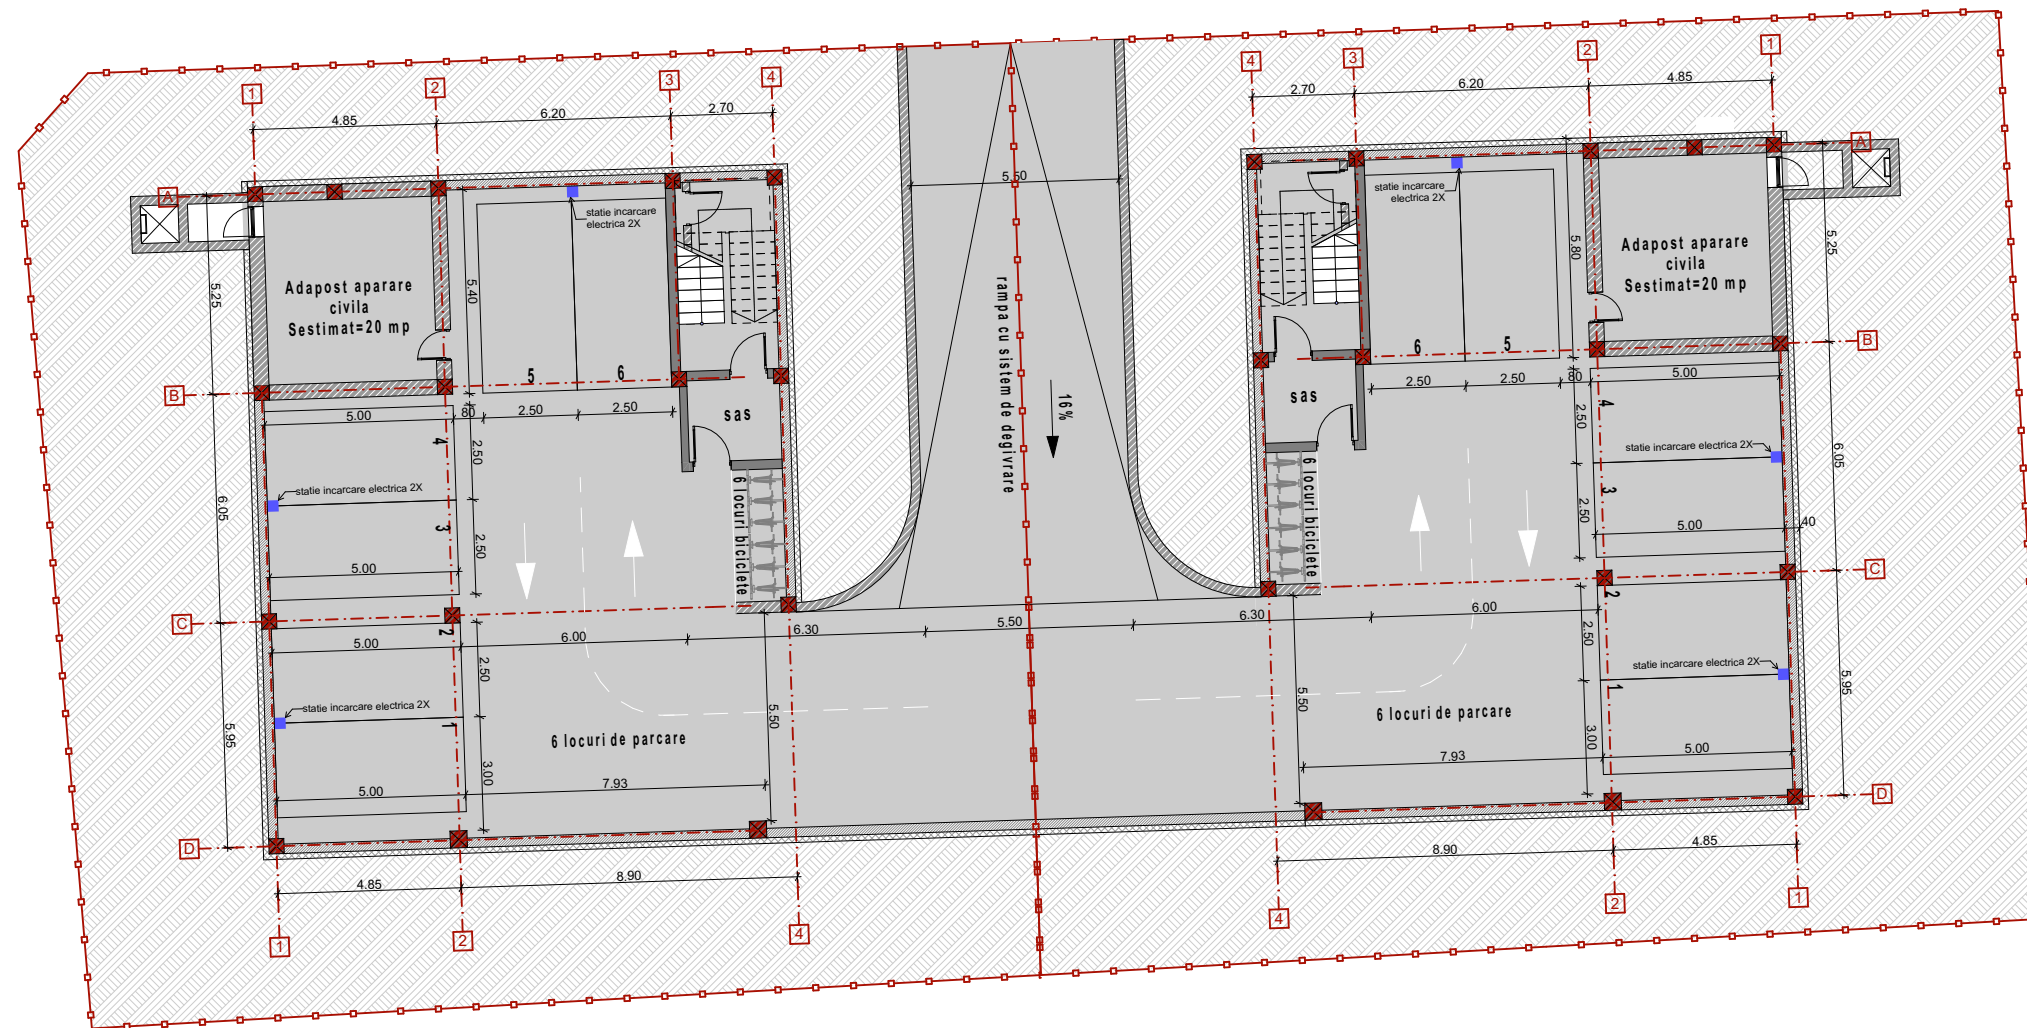 1
2
3
4
4.85
6.20
2.70
4
3
2
1
2.70
6.20
4.85
A
A
5.50
statie incarcare
electrica 2X
statie incarcare
electrica 2X
Adapost aparare
civila
Sestimat=20 mp
Adapost aparare
civila
Sestimat=20 mp
5.25
5.40
5.80
5.25
rampa cu sistem de degivrare
16%
5
6
6
5
B
B
5.00
80
2.50
2.50
sas
2.50
2.50
80
5.00
sas
4
2.50
4
2.50
statie incarcare electrica 2X
statie incarcare electrica 2X
6.05
3
2.50
6 locuri biciclete
6 locuri biciclete
3
2.50
6.05
5.00
5.00
40
C
C
2
5.00
6.00
6.30
5.50
6.30
6.00
2
2.50
2.50
statie incarcare electrica 2X
statie incarcare electrica 2X
5.95
1
5.50
5.50
1
5.95
6 locuri de parcare
6 locuri de parcare
3.00
3.00
5.00
7.93
7.93
5.00
D
D
4.85
8.90
8.90
4.85
1
2
4
4
2
1